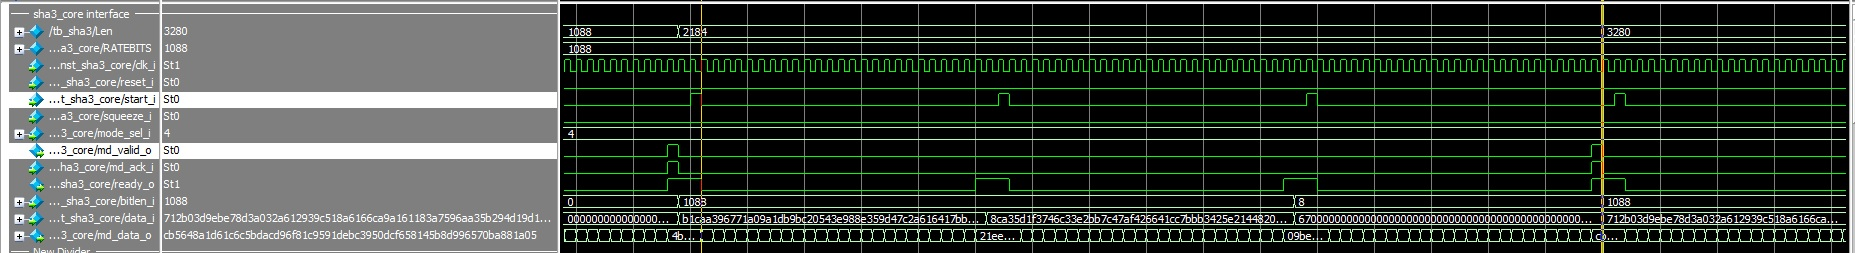 sha3_core interface
/tb_sha3/Len 3280 1088 2184 3280
...a3_core/RATEBITS 1088 1088
...nst_sha3_core/clk_i St1
..._sha3_core/reset_i St0
...t_sha3_core/start_i St0
...a3_core/squeeze_i St0
...3_core/mode_sel_i 4 4
...3_core/md_valid_o St0
...ha3_core/md_ack_i St0
...sha3_core/ready_o St1
..._sha3_core/bitlen_i 1088 0 1088 8 1088
...t_sha3_core/data_i 712b03d9ebe78d3a032a612939c518a6166ca9a161183a7596aa35b294d19d1... 000000000000000... b1caa396771a09a1db9bc20543e988e359d47c2a616417bb... 8ca35d1f3746c33e2bb7c47af426641cc7bbb3425e2144820... 712b03d9ebe78d3a032a612939c518a6166ca...
...3_core/md_data_o cb5648a1d61c6c5bdacd96f81c9591debc3950dcf658145b8d996570ba881a05 4b... 21ee... 09be...
New Divider